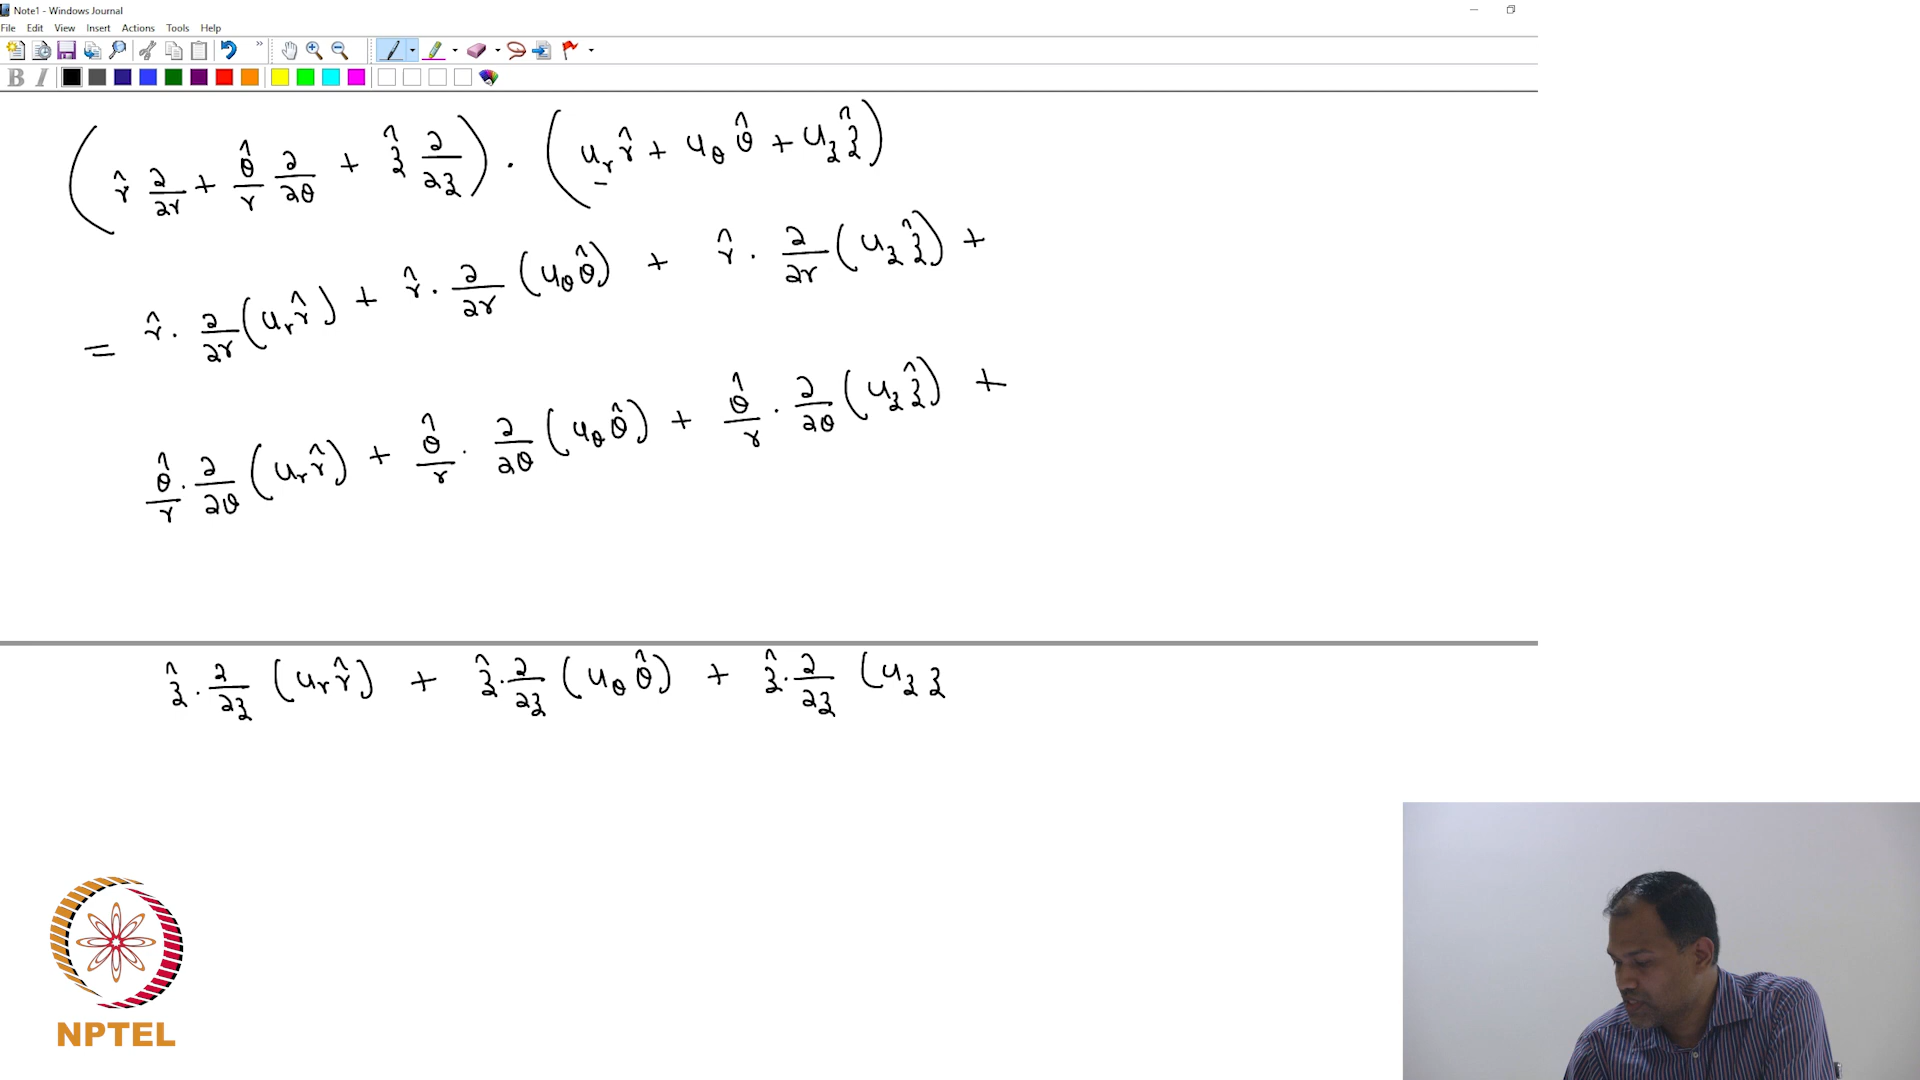 Note1 - Windows Journal
File Edit View Insert Actions Tools Help
B I
( r̂ ∂/∂r + θ̂/r ∂/∂θ + ẑ ∂/∂z ) · ( u_r r̂ + u_θ θ̂ + u_z ẑ )
= r̂ · ∂/∂r (u_r r̂) + r̂ · ∂/∂r (u_θ θ̂) + r̂ · ∂/∂r (u_z ẑ) +
θ̂/r · ∂/∂θ (u_r r̂) + θ̂/r · ∂/∂θ (u_θ θ̂) + θ̂/r · ∂/∂θ (u_z ẑ) +
ẑ · ∂/∂z (u_r r̂) + ẑ · ∂/∂z (u_θ θ̂) + ẑ · ∂/∂z (u_z z
NPTEL